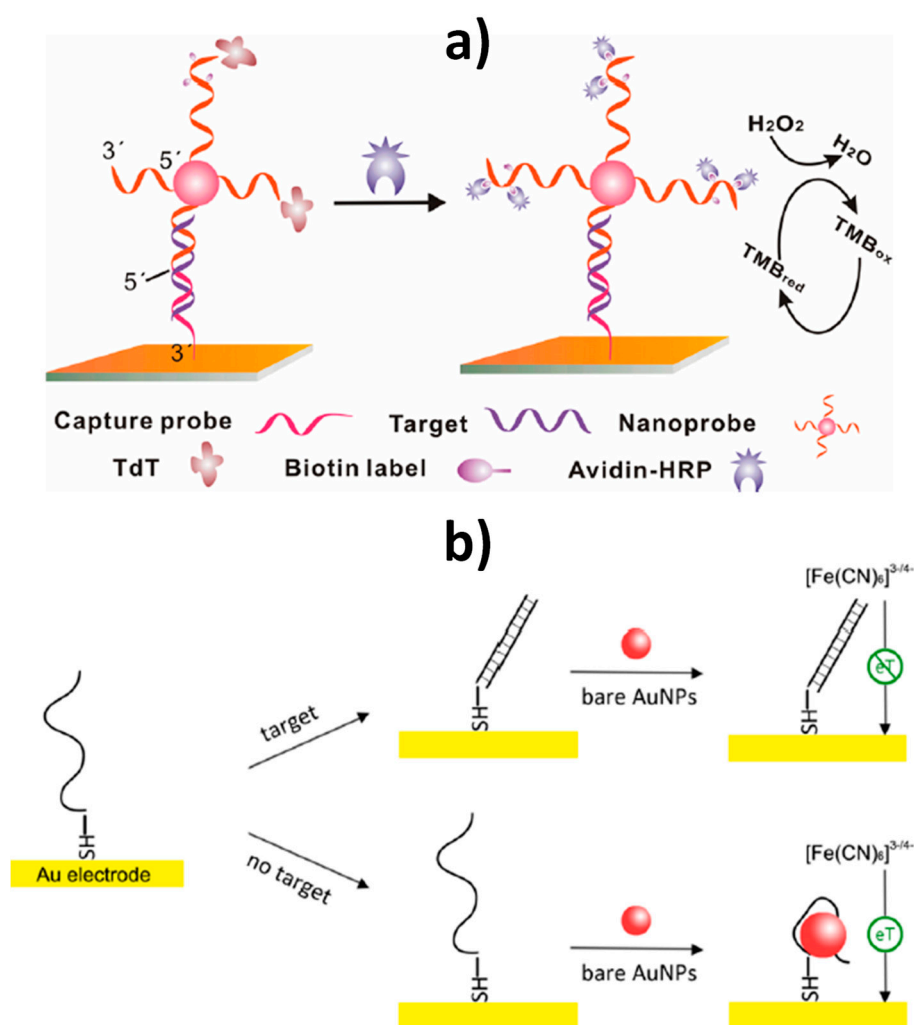 a)
3´ 5´
5´
3´
H₂O₂
H₂O
TMBred
TMBox
Capture probe Target Nanoprobe
TdT Biotin label Avidin-HRP
b)
target
bare AuNPs
[Fe(CN)₆]³⁻/⁴⁻
eT
SH
SH
SH
Au electrode
no target
bare AuNPs
[Fe(CN)₆]³⁻/⁴⁻
eT
SH
SH